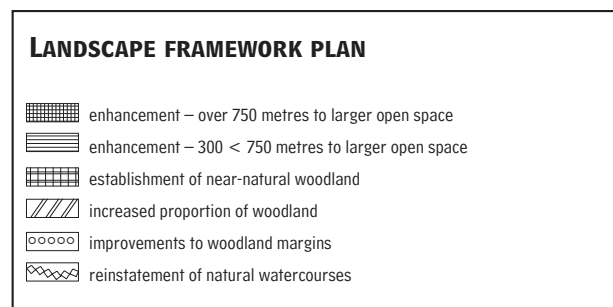 LANDSCAPE FRAMEWORK PLAN
enhancement – over 750 metres to larger open space
enhancement – 300 < 750 metres to larger open space
establishment of near-natural woodland
increased proportion of woodland
improvements to woodland margins
reinstatement of natural watercourses